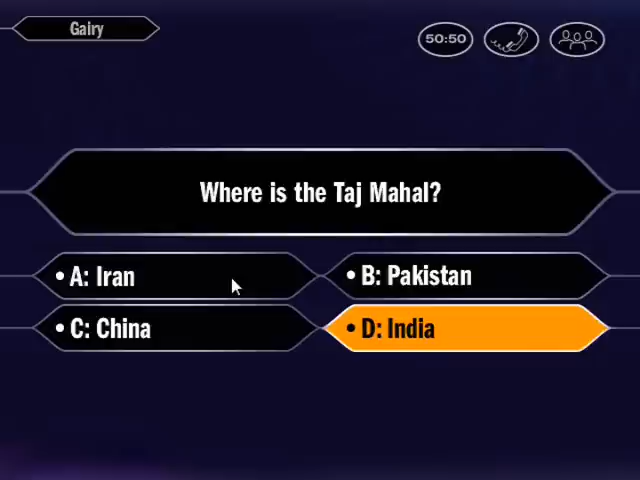 Gairy
50:50
Where is the Taj Mahal?
• A: Iran
• B: Pakistan
• C: China
• D: India